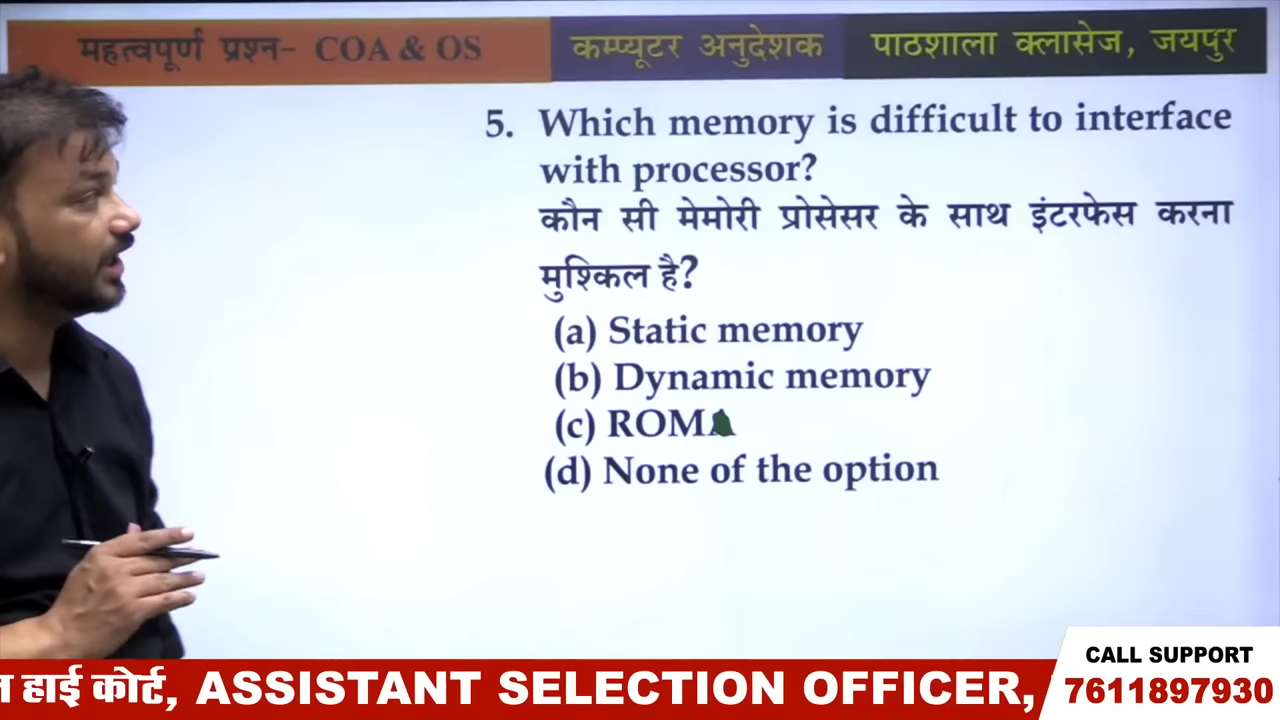 महत्वपूर्ण प्रश्न- COA & OS
कम्प्यूटर अनुदेशक
पाठशाला क्लासेज, जयपुर
5. Which memory is difficult to interface
with processor?
कौन सी मेमोरी प्रोसेसर के साथ इंटरफेस करना
मुश्किल है?
(a) Static memory
(b) Dynamic memory
(c) ROM
(d) None of the option
हाई कोर्ट, ASSISTANT SELECTION OFFICER,
CALL SUPPORT
7611897930